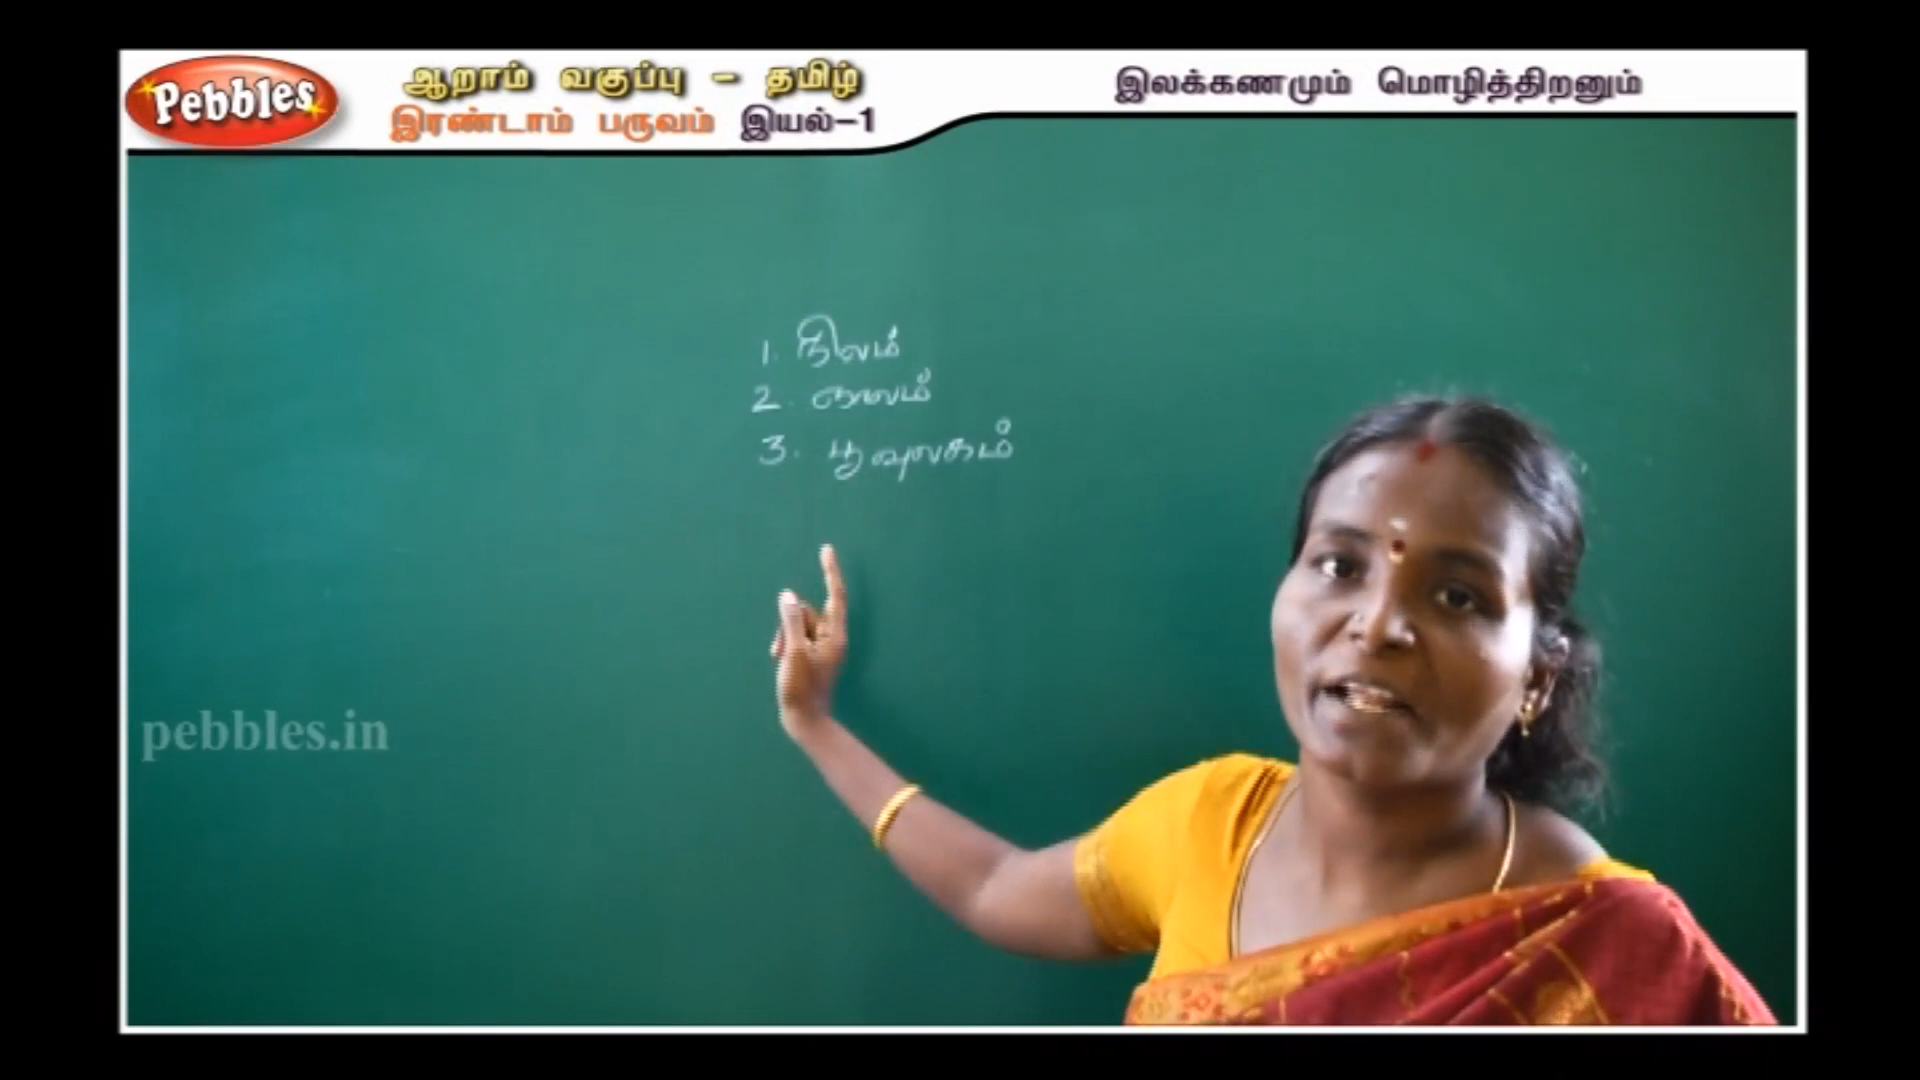 Pebbles
ஆறாம் வகுப்பு - தமிழ்
இரண்டாம் பருவம் இயல்-1
இலக்கணமும் மொழித்திறனும்
1. நிலம்
2. ஞாலம்
3. பூவுலகம்
pebbles.in